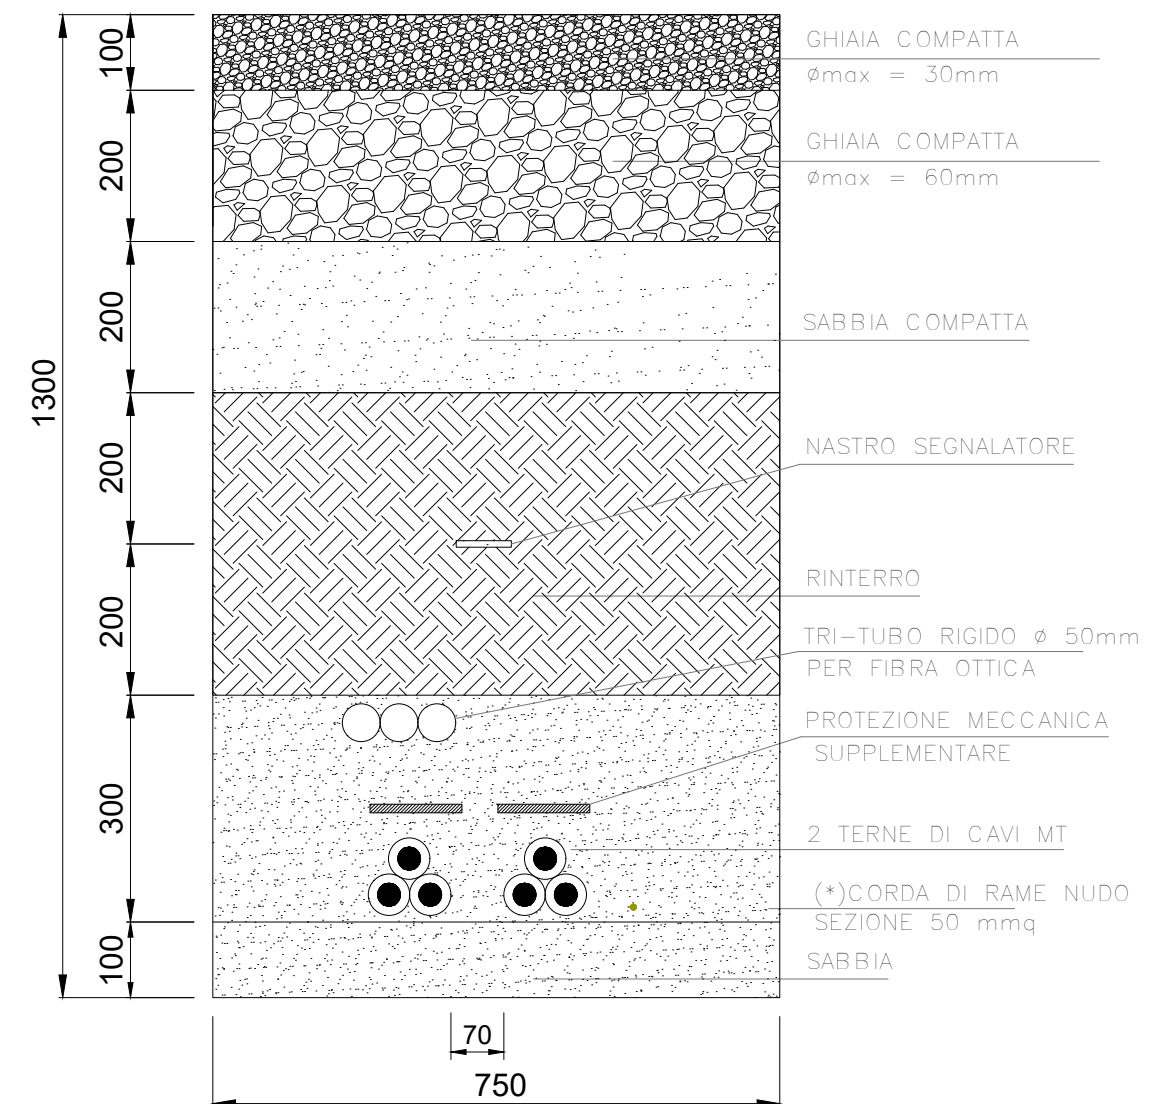 100
GHIAIA COMPATTA
ømax = 30mm
200
GHIAIA COMPATTA
ømax = 60mm
200
SABBIA COMPATTA
1300
200
NASTRO SEGNALATORE
200
RINTERRO
TRI-TUBO RIGIDO ø 50mm
PER FIBRA OTTICA
300
PROTEZIONE MECCANICA
SUPPLEMENTARE
2 TERNE DI CAVI MT
(*)CORDA DI RAME NUDO
SEZIONE 50 mmq
100
SABBIA
70
750